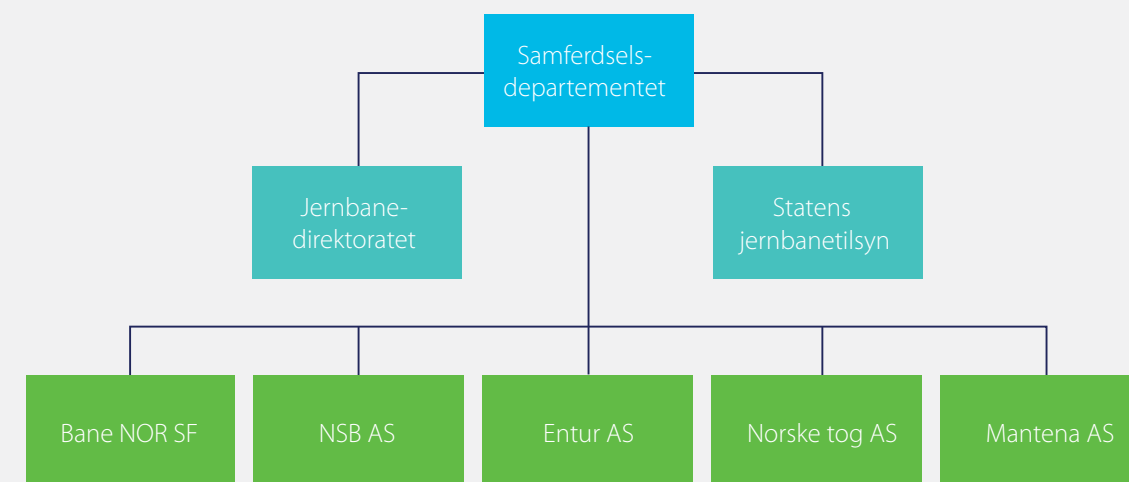 Samferdsels-
departementet
Jernbane-
direktoratet
Statens
jernbanetilsyn
Bane NOR SF
NSB AS
Entur AS
Norske tog AS
Mantena AS